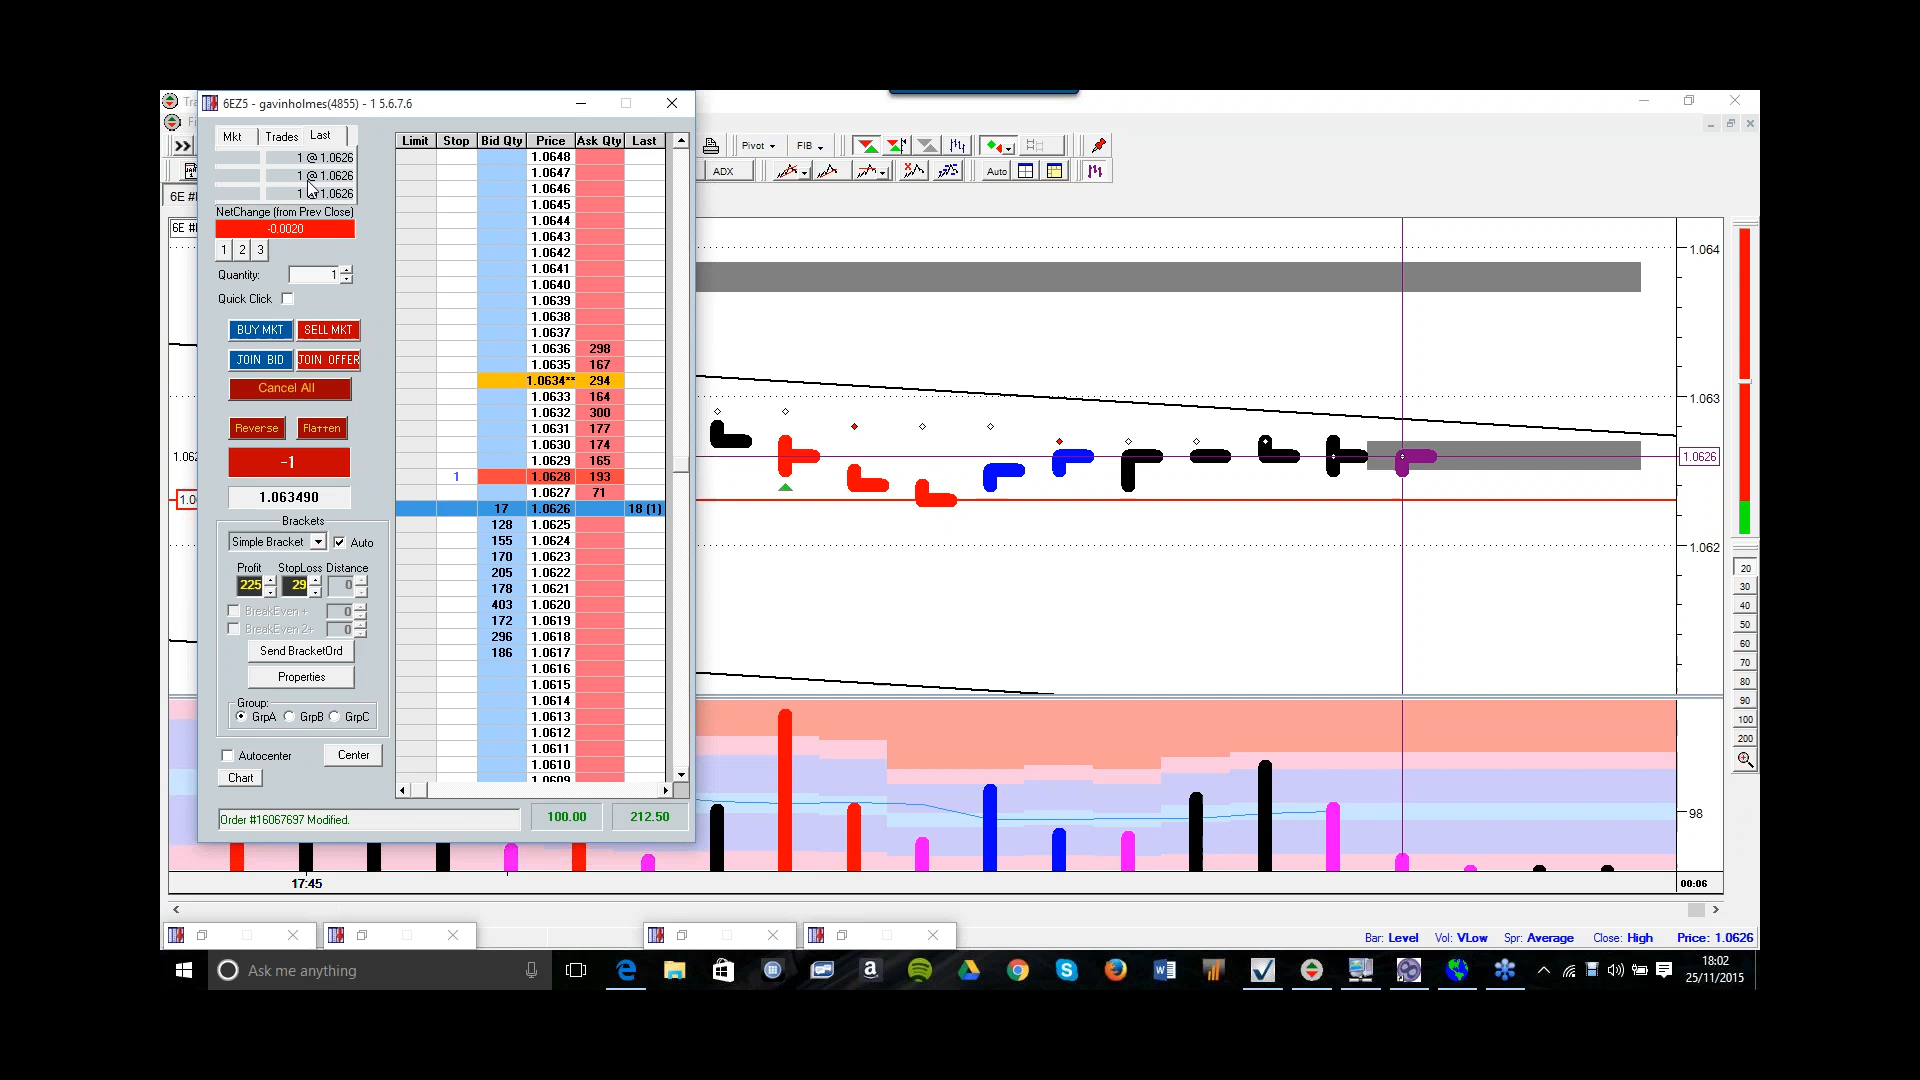 6EZ5 - gavinholmes(4855) - 1 5.6.7.6
Mkt Trades Last
1 @ 1.0626
1 @ 1.0626
1 1.0626
NetChange (from Prev Close)
-0.0020
1 2 3
Quantity: 1
Quick Click
BUY MKT SELL MKT
JOIN BID JOIN OFFER
Cancel All
Reverse Flatten
-1
1.063490
Brackets
Simple Bracket Auto
Profit StopLoss Distance
225 29 0
BreakEven + 0
BreakEven 2+ 0
Send BracketOrd
Properties
Group:
GrpA GrpB GrpC
Autocenter Center
Chart
Order #16067697 Modified. 100.00 212.50
Limit Stop Bid Qty Price Ask Qty Last
1.0648
1.0647
1.0646
1.0645
1.0644
1.0643
1.0642
1.0641
1.0640
1.0639
1.0638
1.0637
1.0636 298
1.0635 167
1.0634** 294
1.0633 164
1.0632 300
1.0631 177
1.0630 174
1.0629 165
1 1.0628 193
1.0627 71
17 1.0626 18 (1)
128 1.0625
155 1.0624
170 1.0623
205 1.0622
178 1.0621
403 1.0620
172 1.0619
296 1.0618
186 1.0617
1.0616
1.0615
1.0614
1.0613
1.0612
1.0611
1.0610
1.0609
Pivot FIB
ADX Auto
6E #
6E #
1.064
1.063
1.0626
1.062
98
20
30
40
50
60
70
80
90
100
200
17:45
00:06
Bar: Level Vol: VLow Spr: Average Close: High Price: 1.0626
Ask me anything
18:02
25/11/2015